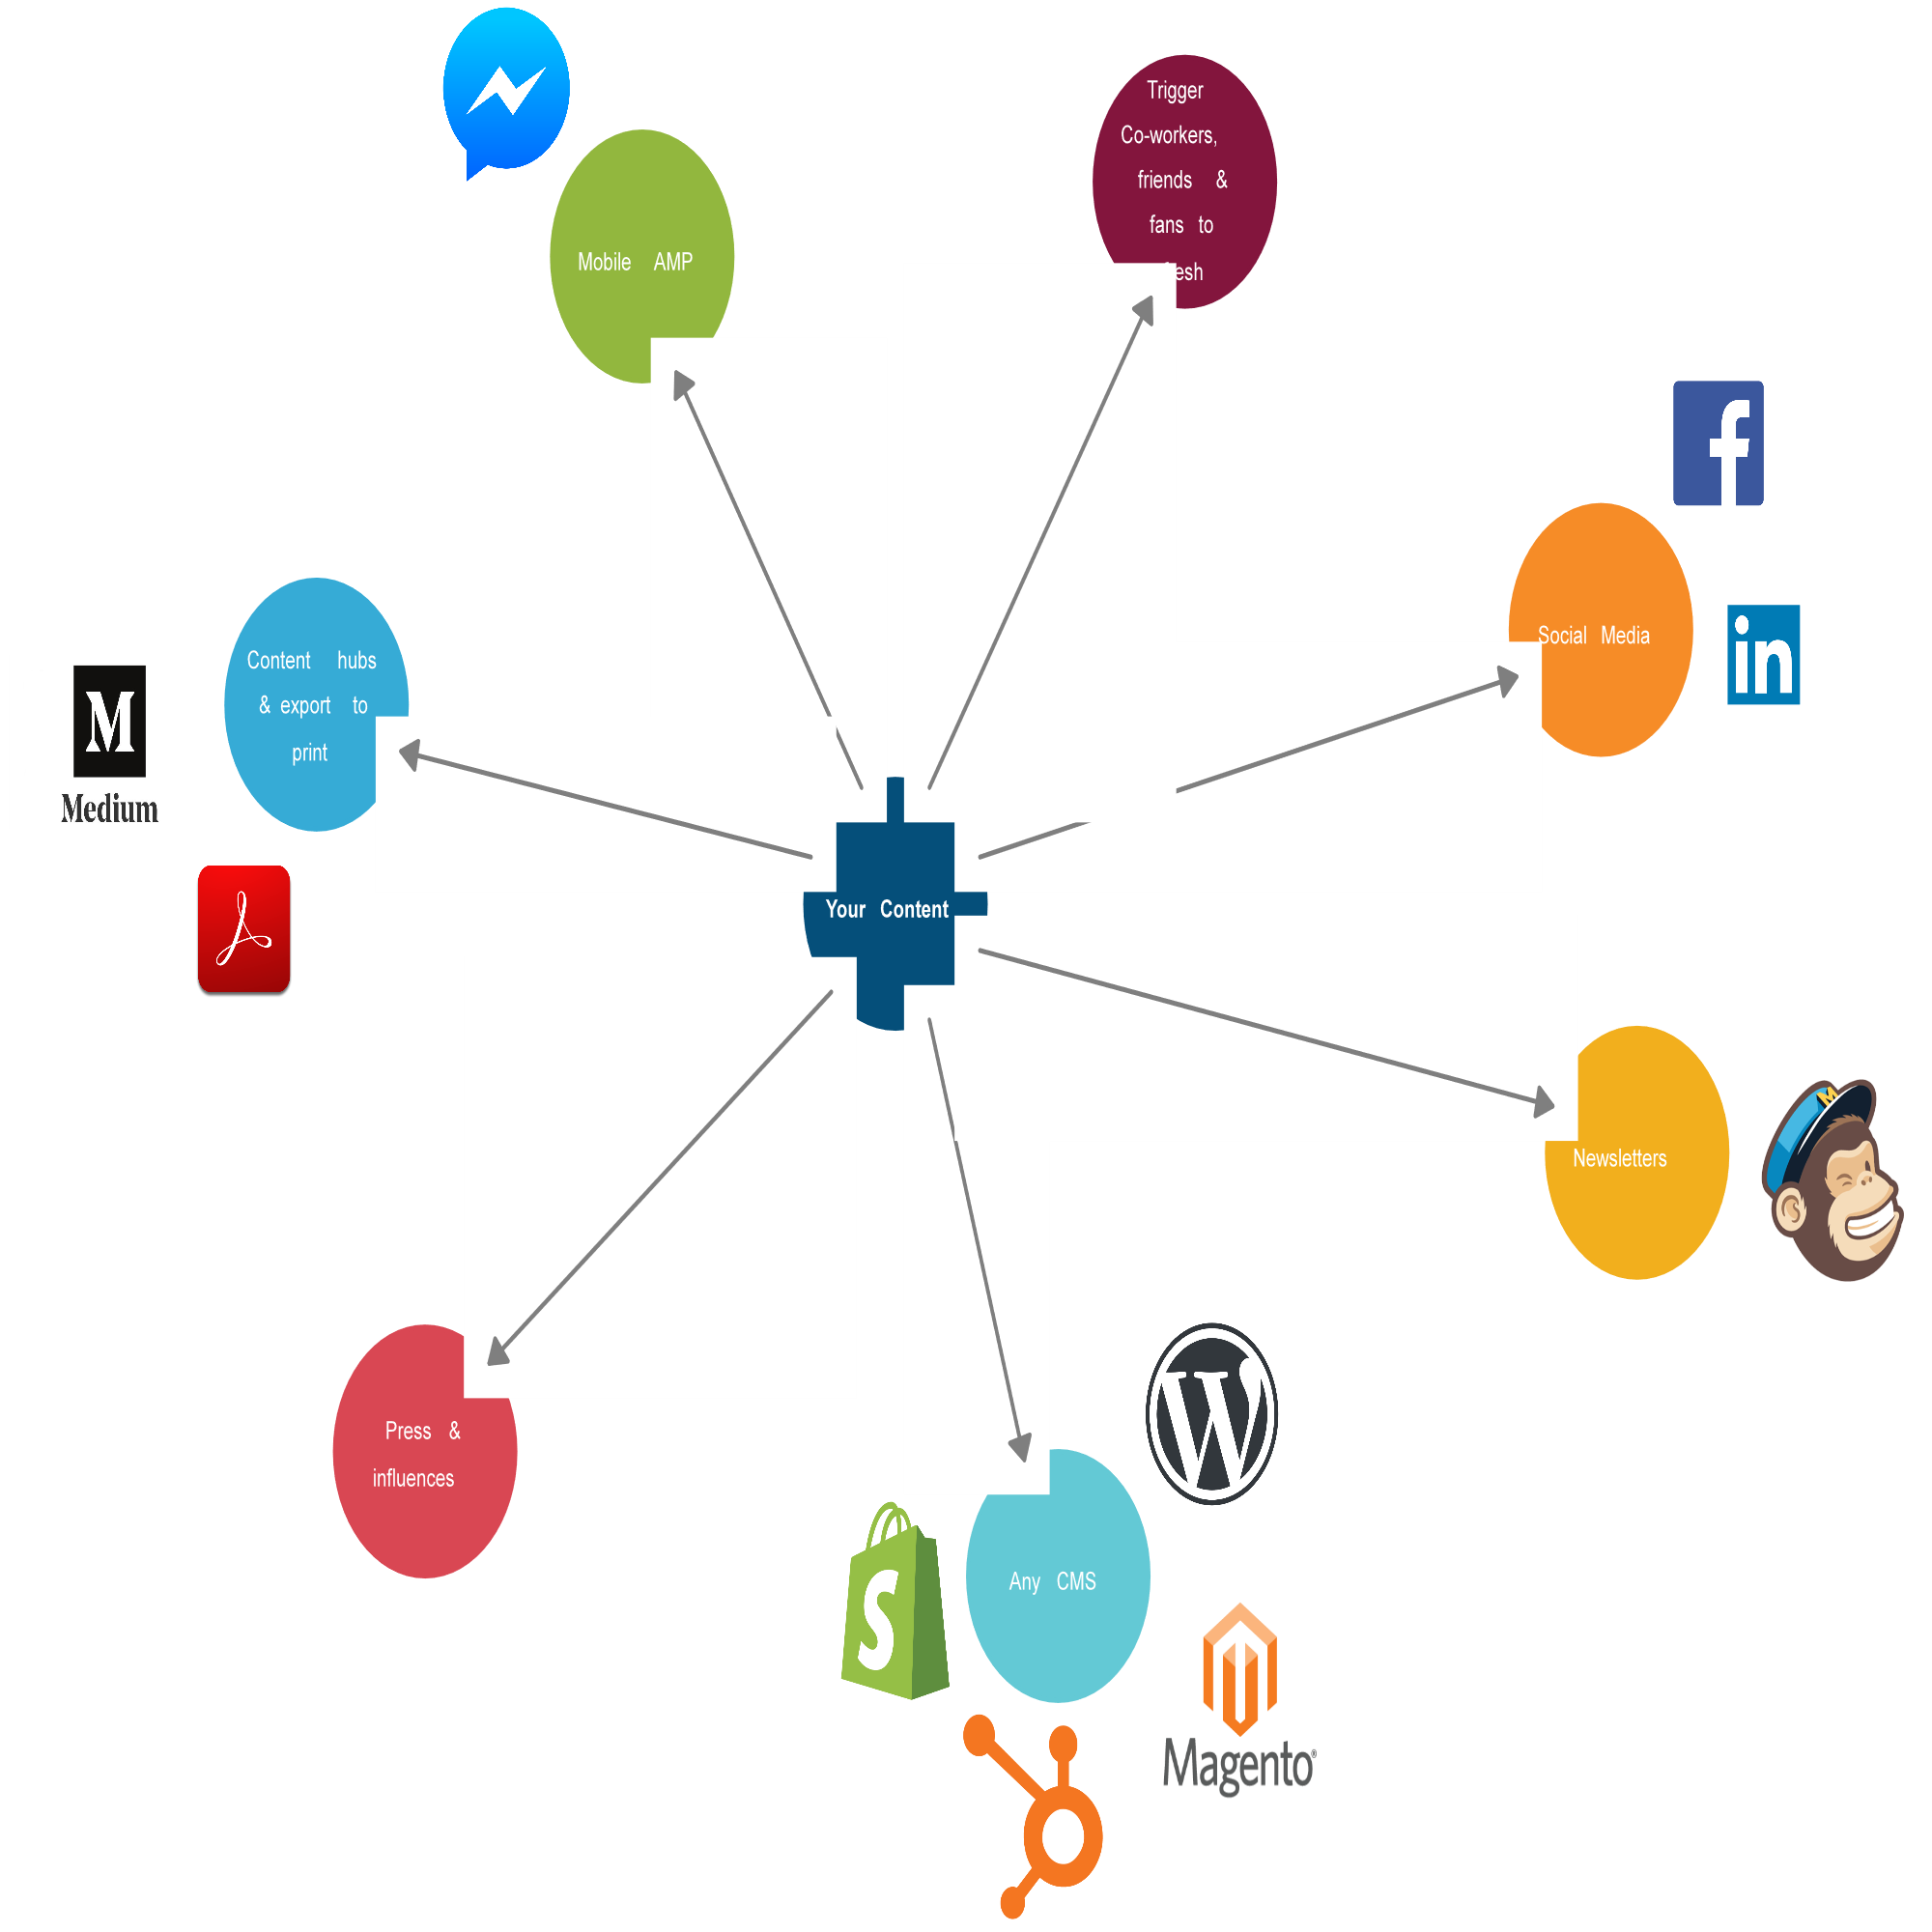 Trigger
Co-workers,
friends & 
fans to
Mobile AMP
Social Media
Content hubs
& export to
print
Medium
Your Content
Newsletters
Press &
influences
Any CMS
Magento